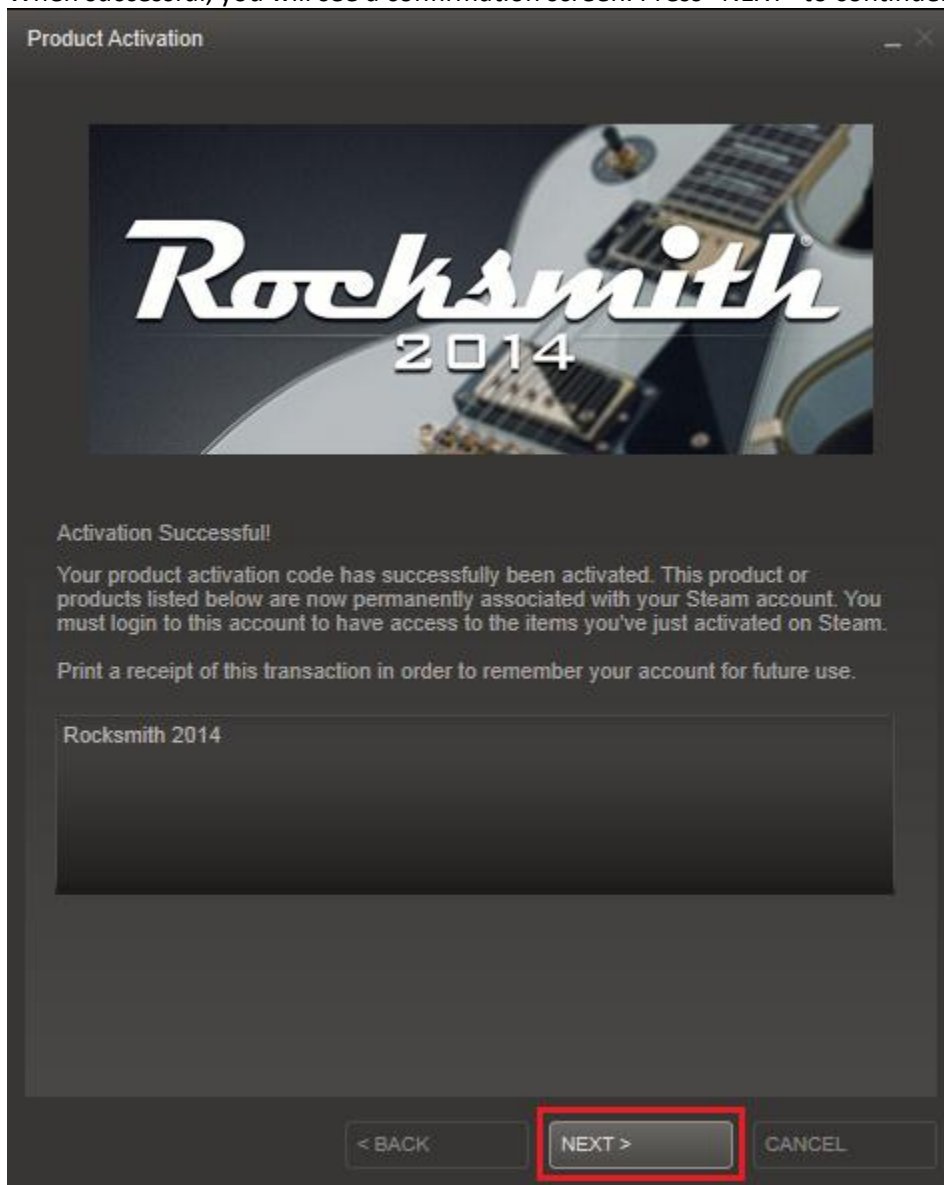 When successful, you will see a confirmation screen. Press "NEXT" to continue.
Product Activation
Rocksmith®
2014
Activation Successful!
Your product activation code has successfully been activated. This product or
products listed below are now permanently associated with your Steam account. You
must login to this account to have access to the items you've just activated on Steam.
Print a receipt of this transaction in order to remember your account for future use.
Rocksmith 2014
< BACK
NEXT >
CANCEL